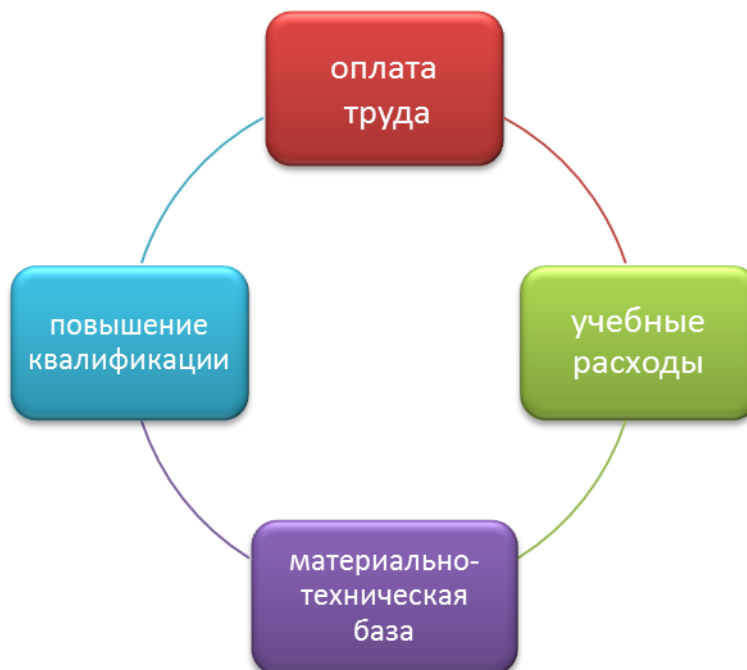 оплата
труда
повышение
квалификации
учебные
расходы
материально-
техническая
база